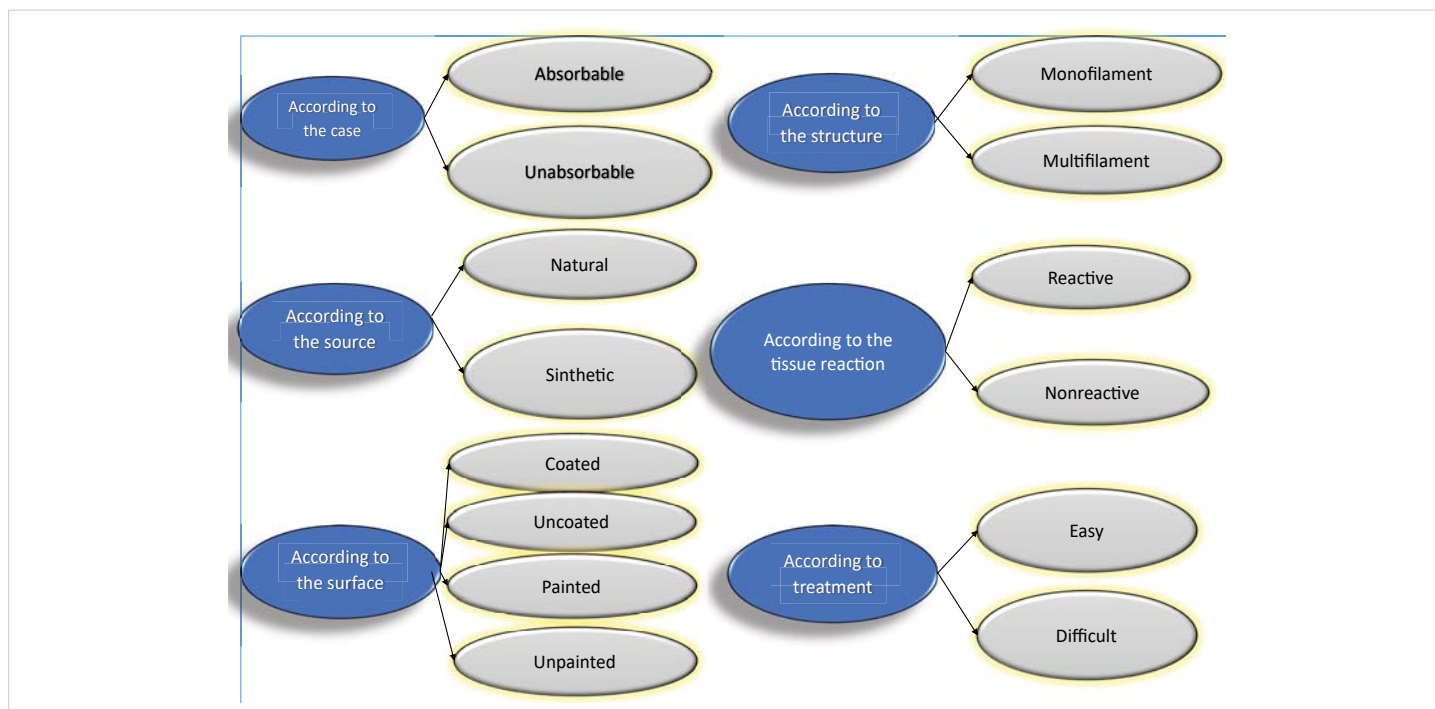 According to
the case
Absorbable
Unabsorbable
According to
the structure
Monofilament
Multifilament
According to
the source
Natural
Sinthetic
According to the
tissue reaction
Reactive
Nonreactive
According to
the surface
Coated
Uncoated
Painted
Unpainted
According to
treatment
Easy
Difficult